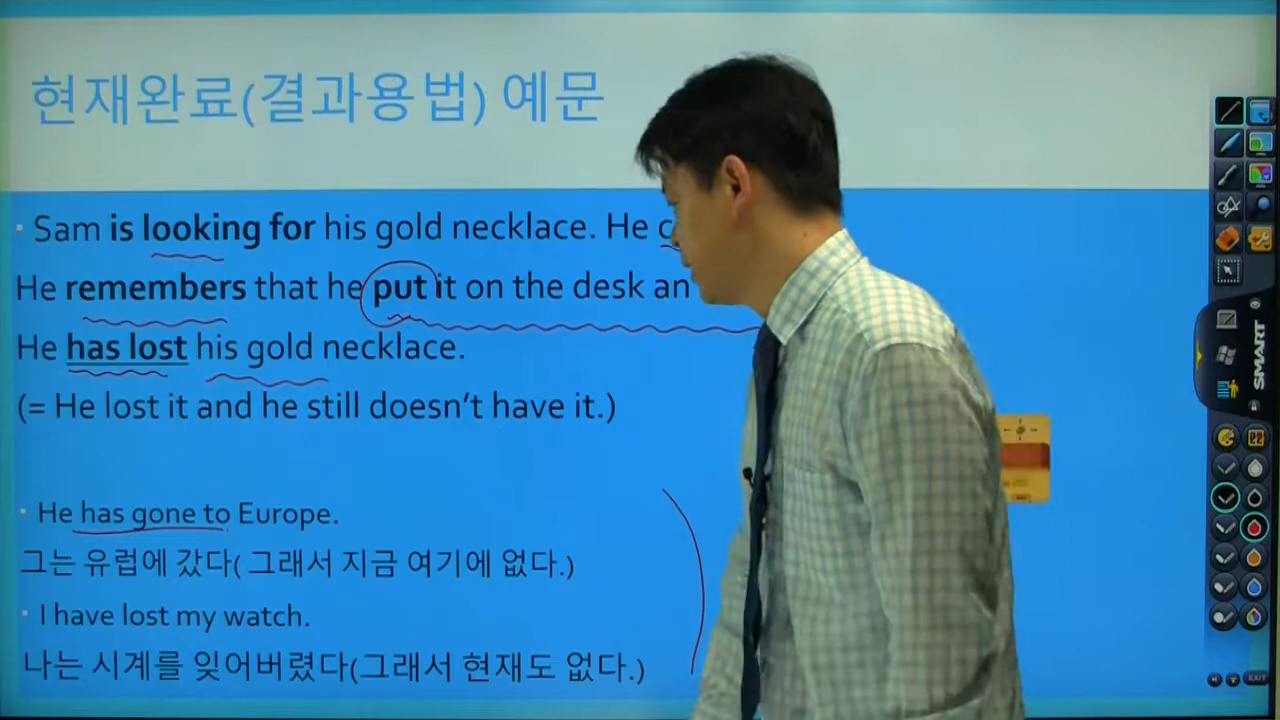 현재완료(결과용법) 예문
· Sam is looking for his gold necklace. He
He remembers that he put it on the desk an
He has lost his gold necklace.
(= He lost it and he still doesn't have it.)
· He has gone to Europe.
그는 유럽에 갔다( 그래서 지금 여기에 없다.)
· I have lost my watch.
나는 시계를 잊어버렸다(그래서 현재도 없다.)
SMART
EXIT